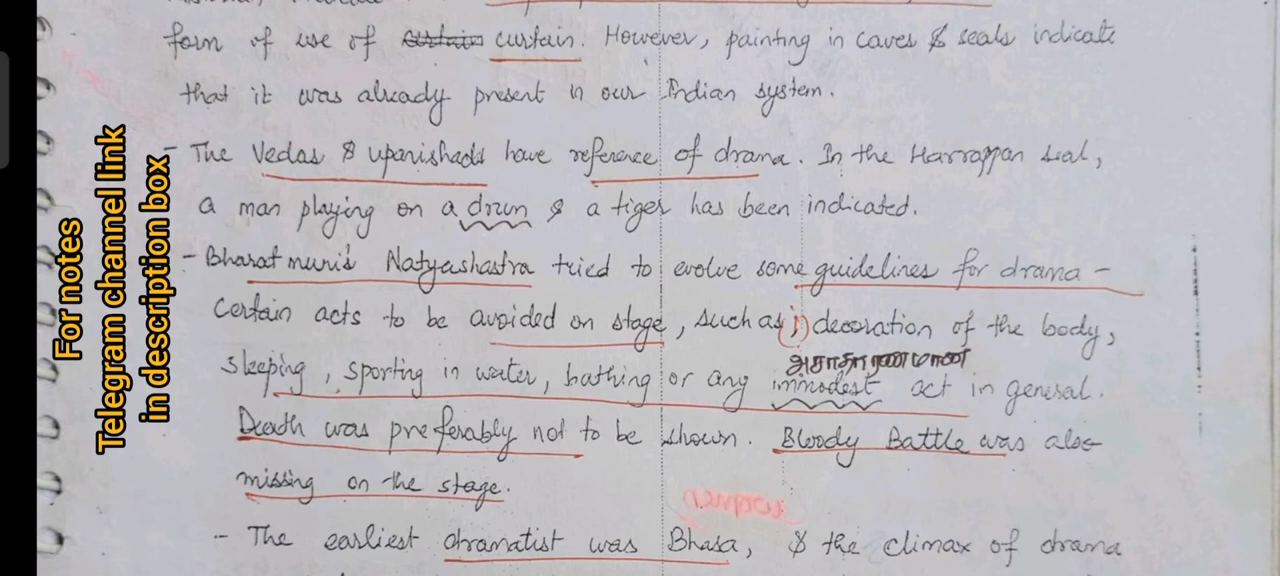 form of use of curtain. However, painting in caves & seals indicate
that it was already present in our Indian system.
- The Vedas & upanishads have reference of drama. In the Harrappan seal,
a man playing on a drum & a tiger has been indicated.
- Bharat muni's Natyashastra tried to evolve some guidelines for drama -
certain acts to be avoided on stage, such as i) decoration of the body,
அசாதாரணமான
sleeping, sporting in water, bathing or any immodest act in general.
Death was preferably not to be shown. Bloody Battle was also
missing on the stage.
- The earliest dramatist was Bhasa, & the climax of drama
For notes
Telegram channel link
in description box